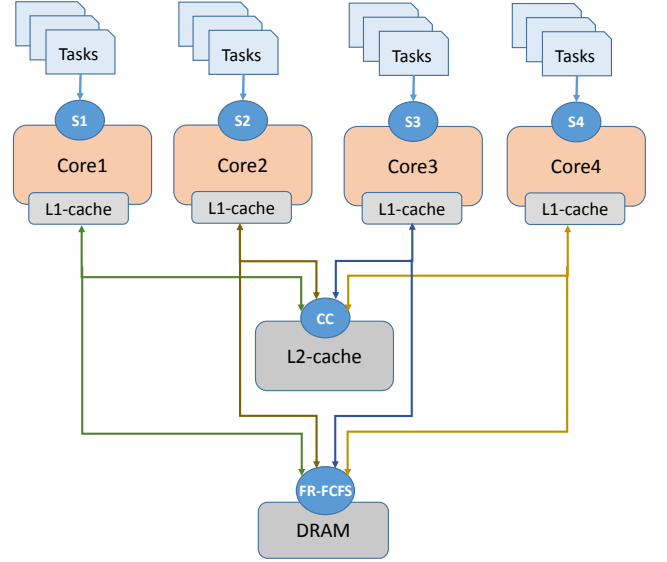 Tasks
Tasks
Tasks
Tasks
S1
S2
S3
S4
Core1
Core2
Core3
Core4
L1-cache
L1-cache
L1-cache
L1-cache
CC
L2-cache
FR-FCFS
DRAM